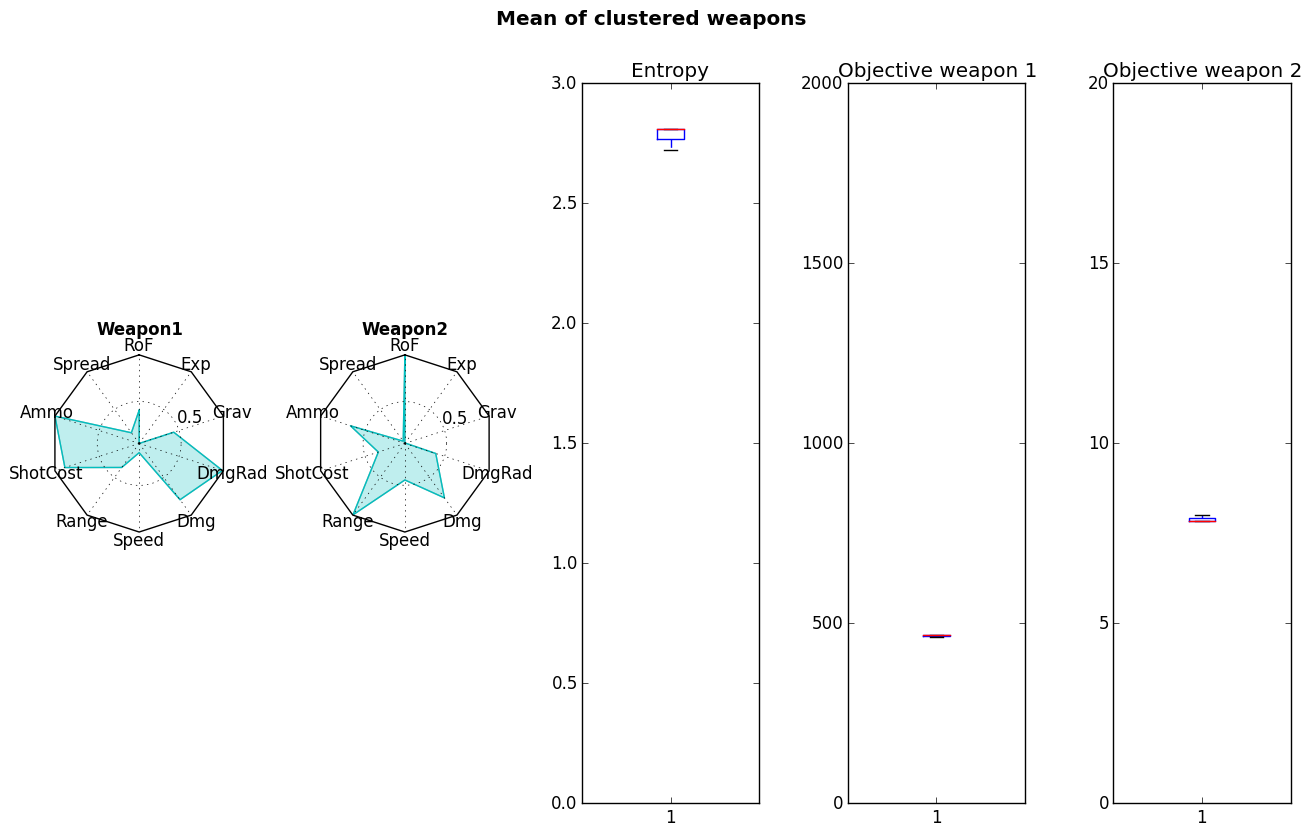 Mean of clustered weapons
Weapon1
RoF
Exp
Grav
DmgRad
Dmg
Speed
Range
ShotCost
Ammo
Spread
0.5
Weapon2
RoF
Exp
Grav
DmgRad
Dmg
Speed
Range
ShotCost
Ammo
Spread
0.5
Entropy
3.0
2.5
2.0
1.5
1.0
0.5
0.0
1
Objective weapon 1
2000
1500
1000
500
0
1
Objective weapon 2
20
15
10
5
0
1